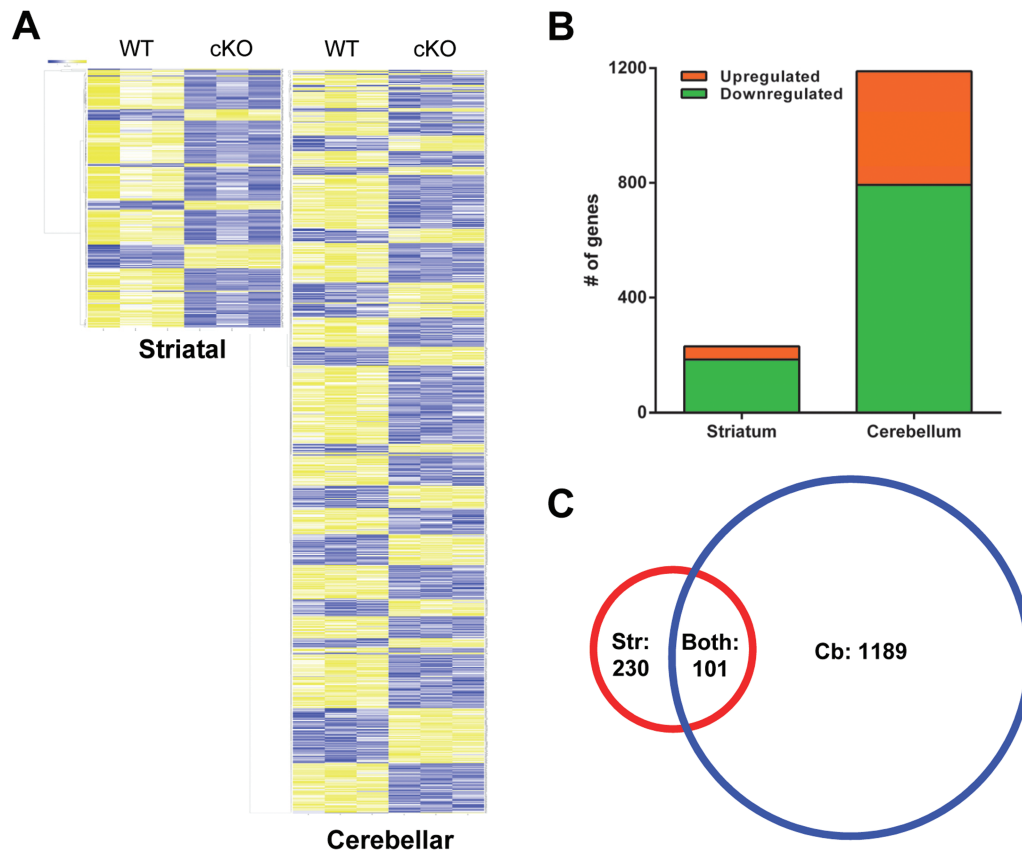 A
WT
cKO
WT
cKO
Striatal
Cerebellar
B
Upregulated
Downregulated
# of genes
1200
800
400
0
Striatum
Cerebellum
C
Str:
230
Both:
101
Cb: 1189